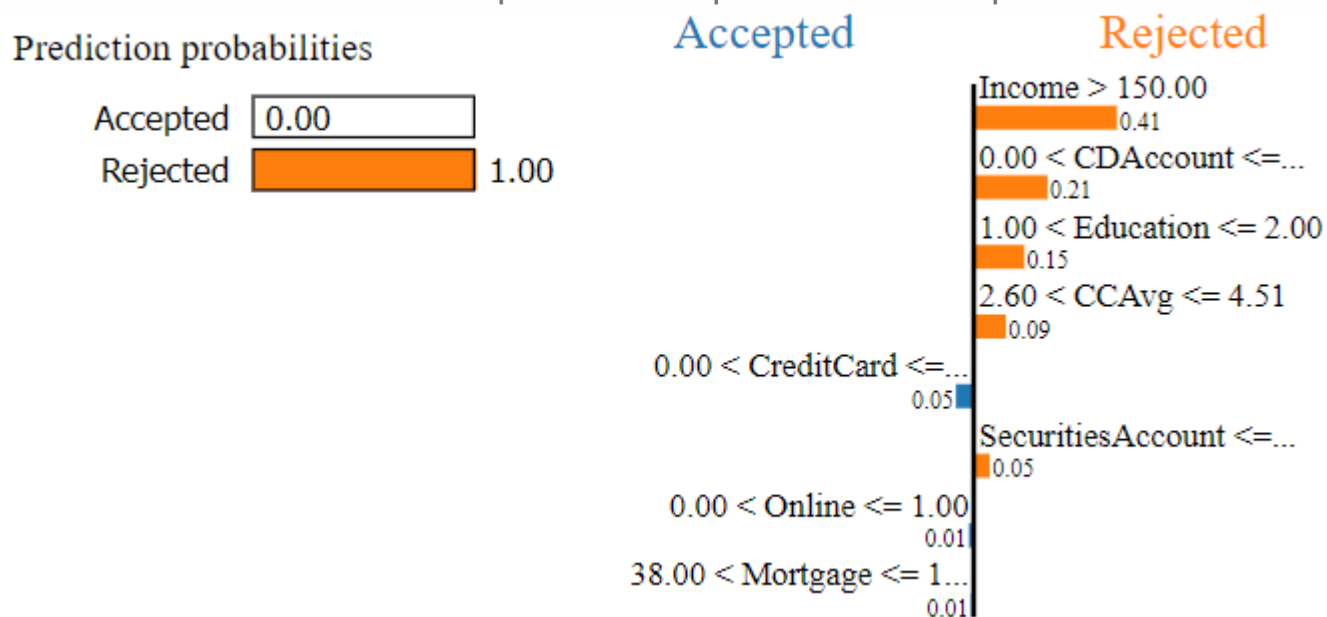 Prediction probabilities
Accepted 0.00
Rejected 1.00
Accepted Rejected
Income > 150.00
0.41
0.00 < CDAccount <=...
0.21
1.00 < Education <= 2.00
0.15
2.60 < CCAvg <= 4.51
0.09
0.00 < CreditCard <=...
0.05
SecuritiesAccount <=...
0.05
0.00 < Online <= 1.00
0.01
38.00 < Mortgage <= 1...
0.01